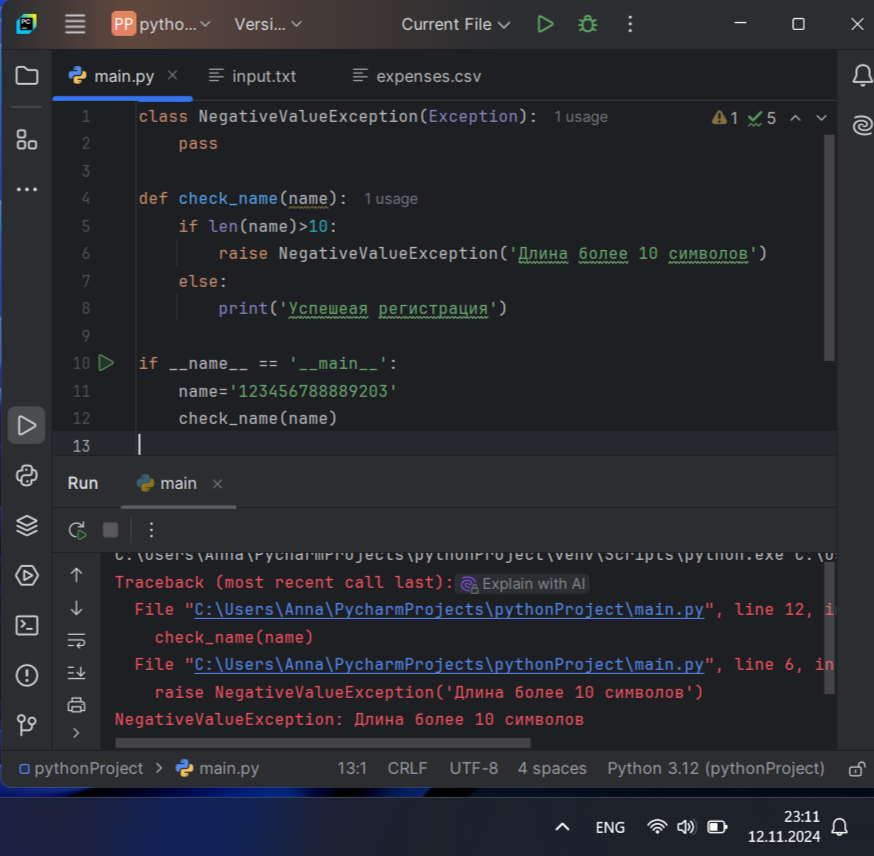 PP pytho... Versi... Current File
main.py input.txt expenses.csv
1 class NegativeValueException(Exception): 1 usage 1 5
2 pass
3
4 def check_name(name): 1 usage
5 if len(name)>10:
6 raise NegativeValueException('Длина более 10 символов')
7 else:
8 print('Успешеая регистрация')
9
10 if __name__ == '__main__':
11 name='123456788889203'
12 check_name(name)
13
Run main
C:\Users\Anna\PycharmProjects\pythonProject\venv\Scripts\python.exe
Traceback (most recent call last): Explain with AI
File "C:\Users\Anna\PycharmProjects\pythonProject\main.py", line 12, in
check_name(name)
File "C:\Users\Anna\PycharmProjects\pythonProject\main.py", line 6, in
raise NegativeValueException('Длина более 10 символов')
NegativeValueException: Длина более 10 символов
pythonProject > main.py 13:1 CRLF UTF-8 4 spaces Python 3.12 (pythonProject)
ENG 23:11
12.11.2024